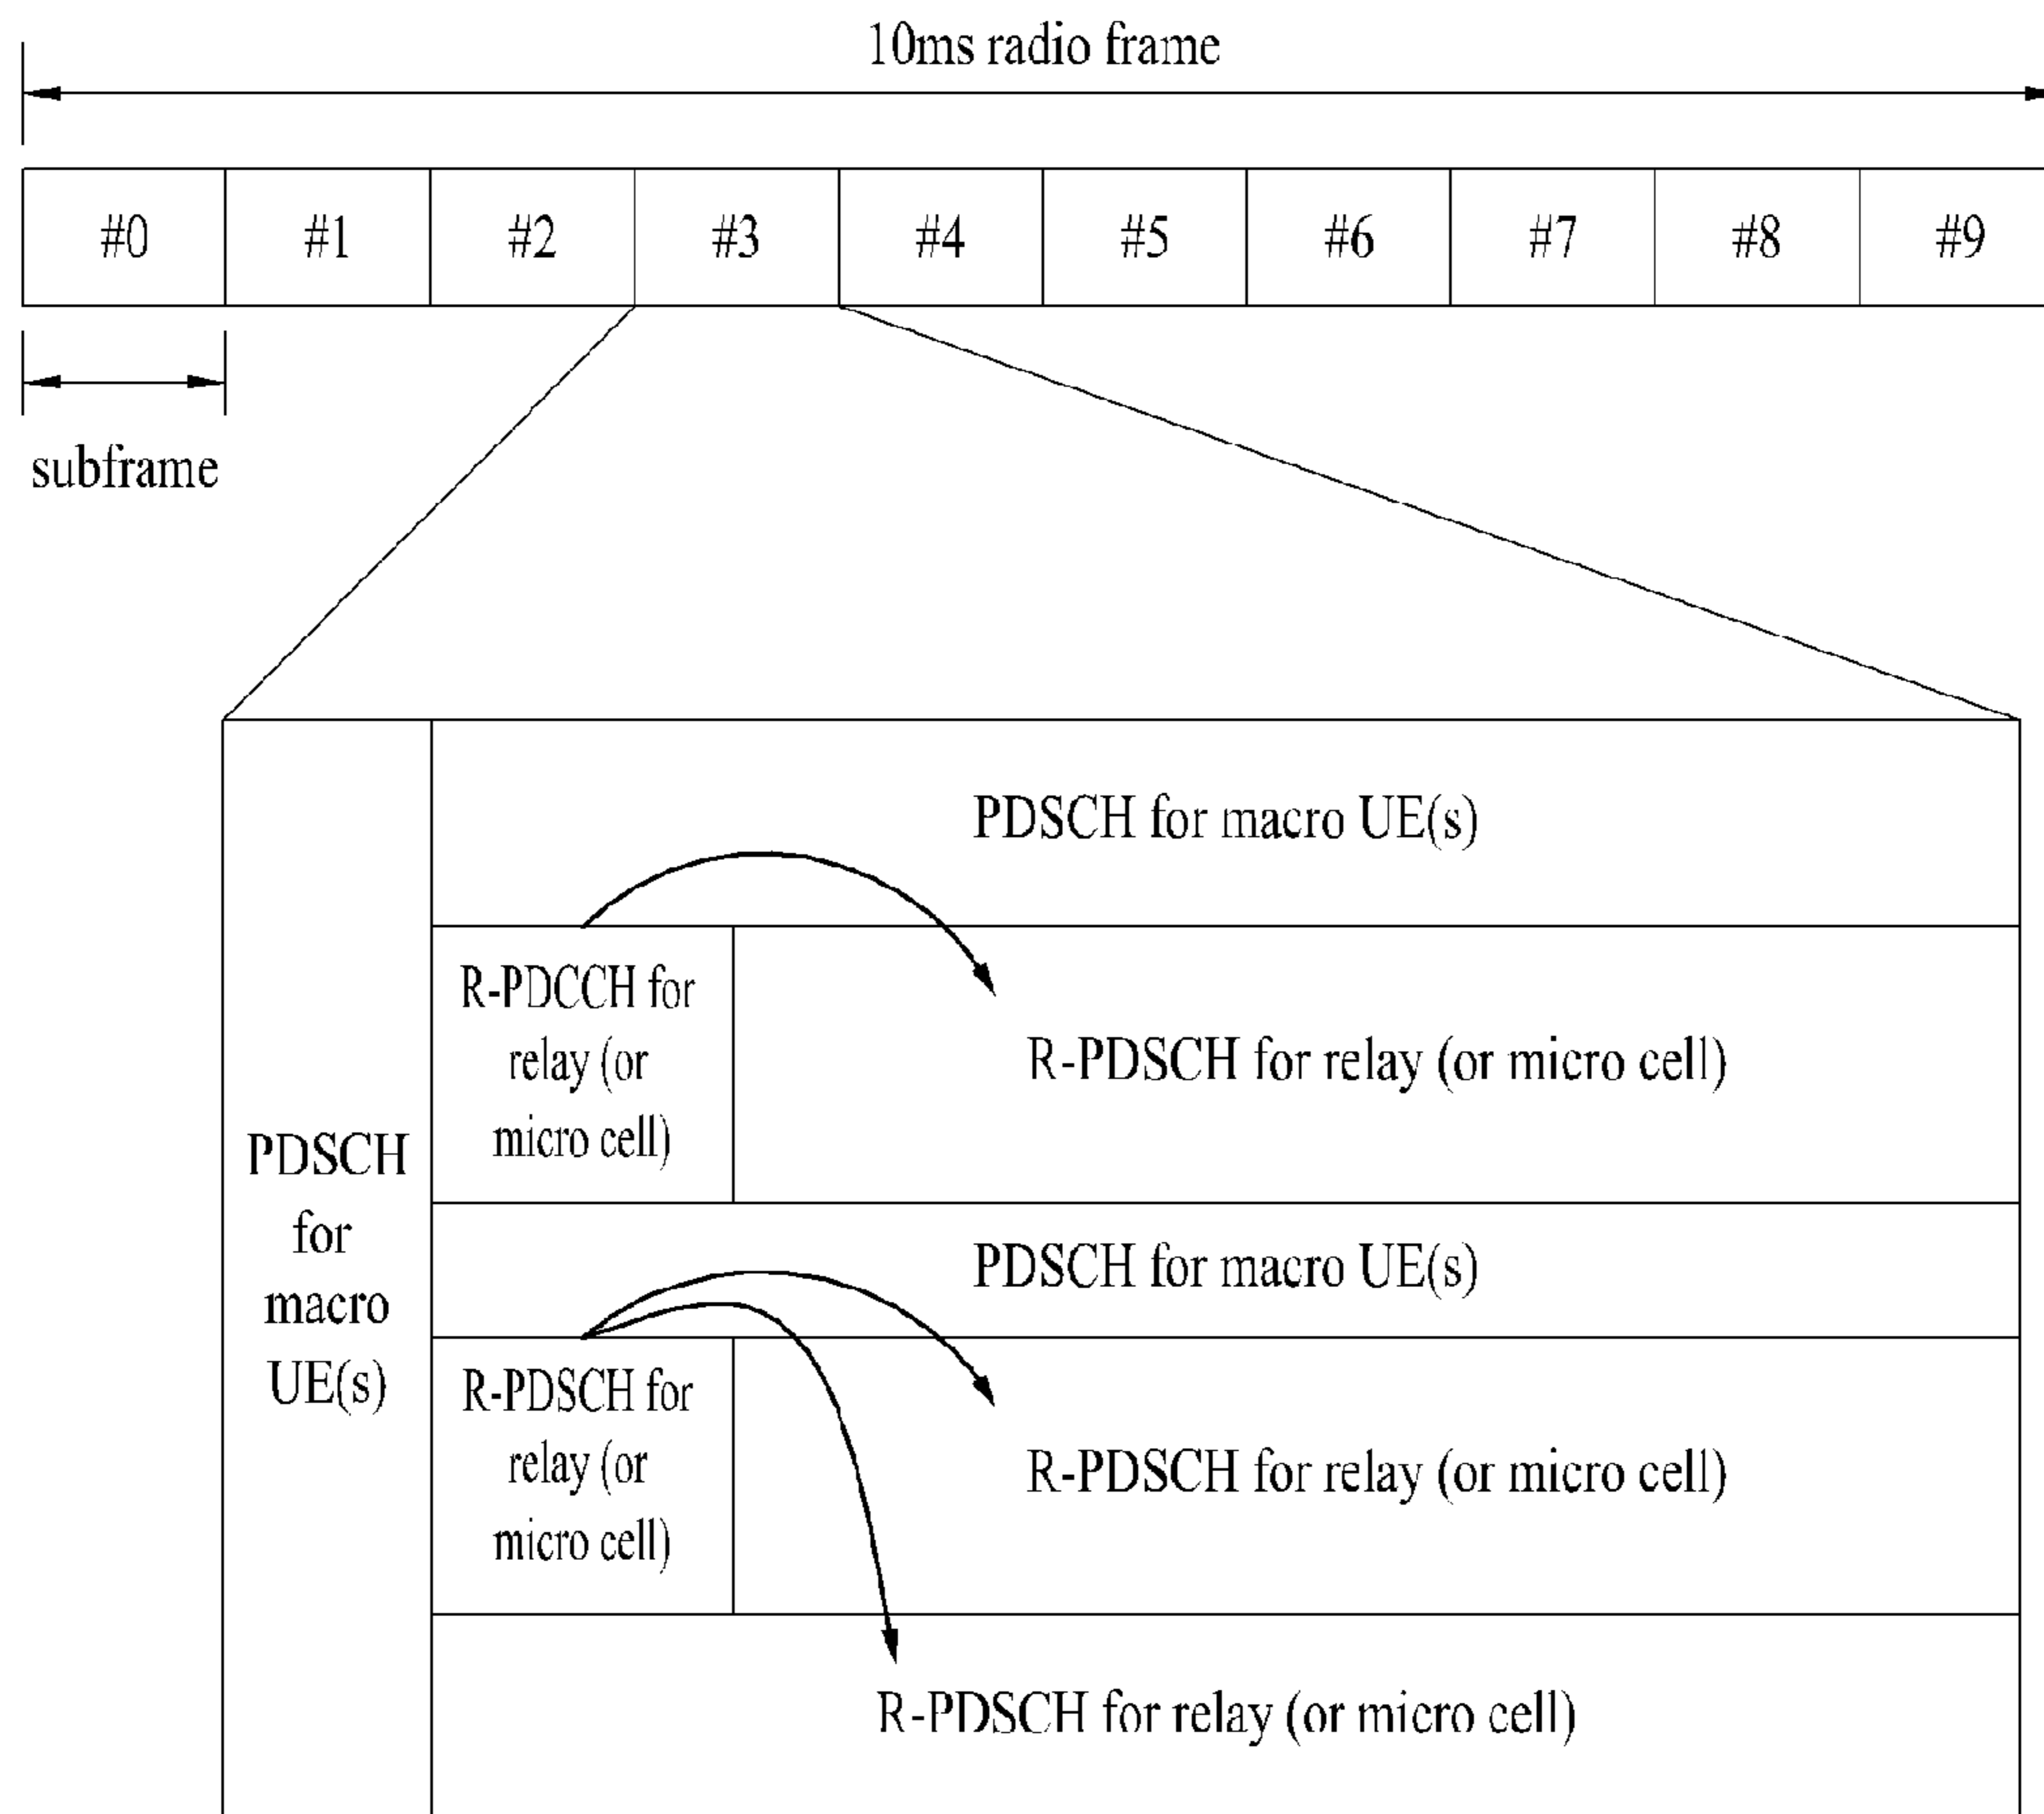 10ms radio frame
#0 #1 #2 #3 #4 #5 #6 #7 #8 #9
subframe
PDSCH for macro UE(s)
R-PDCCH for
relay (or
micro cell)
R-PDSCH for relay (or micro cell)
PDSCH
for
macro
UE(s)
PDSCH for macro UE(s)
R-PDSCH for
relay (or
micro cell)
R-PDSCH for relay (or micro cell)
R-PDSCH for relay (or micro cell)